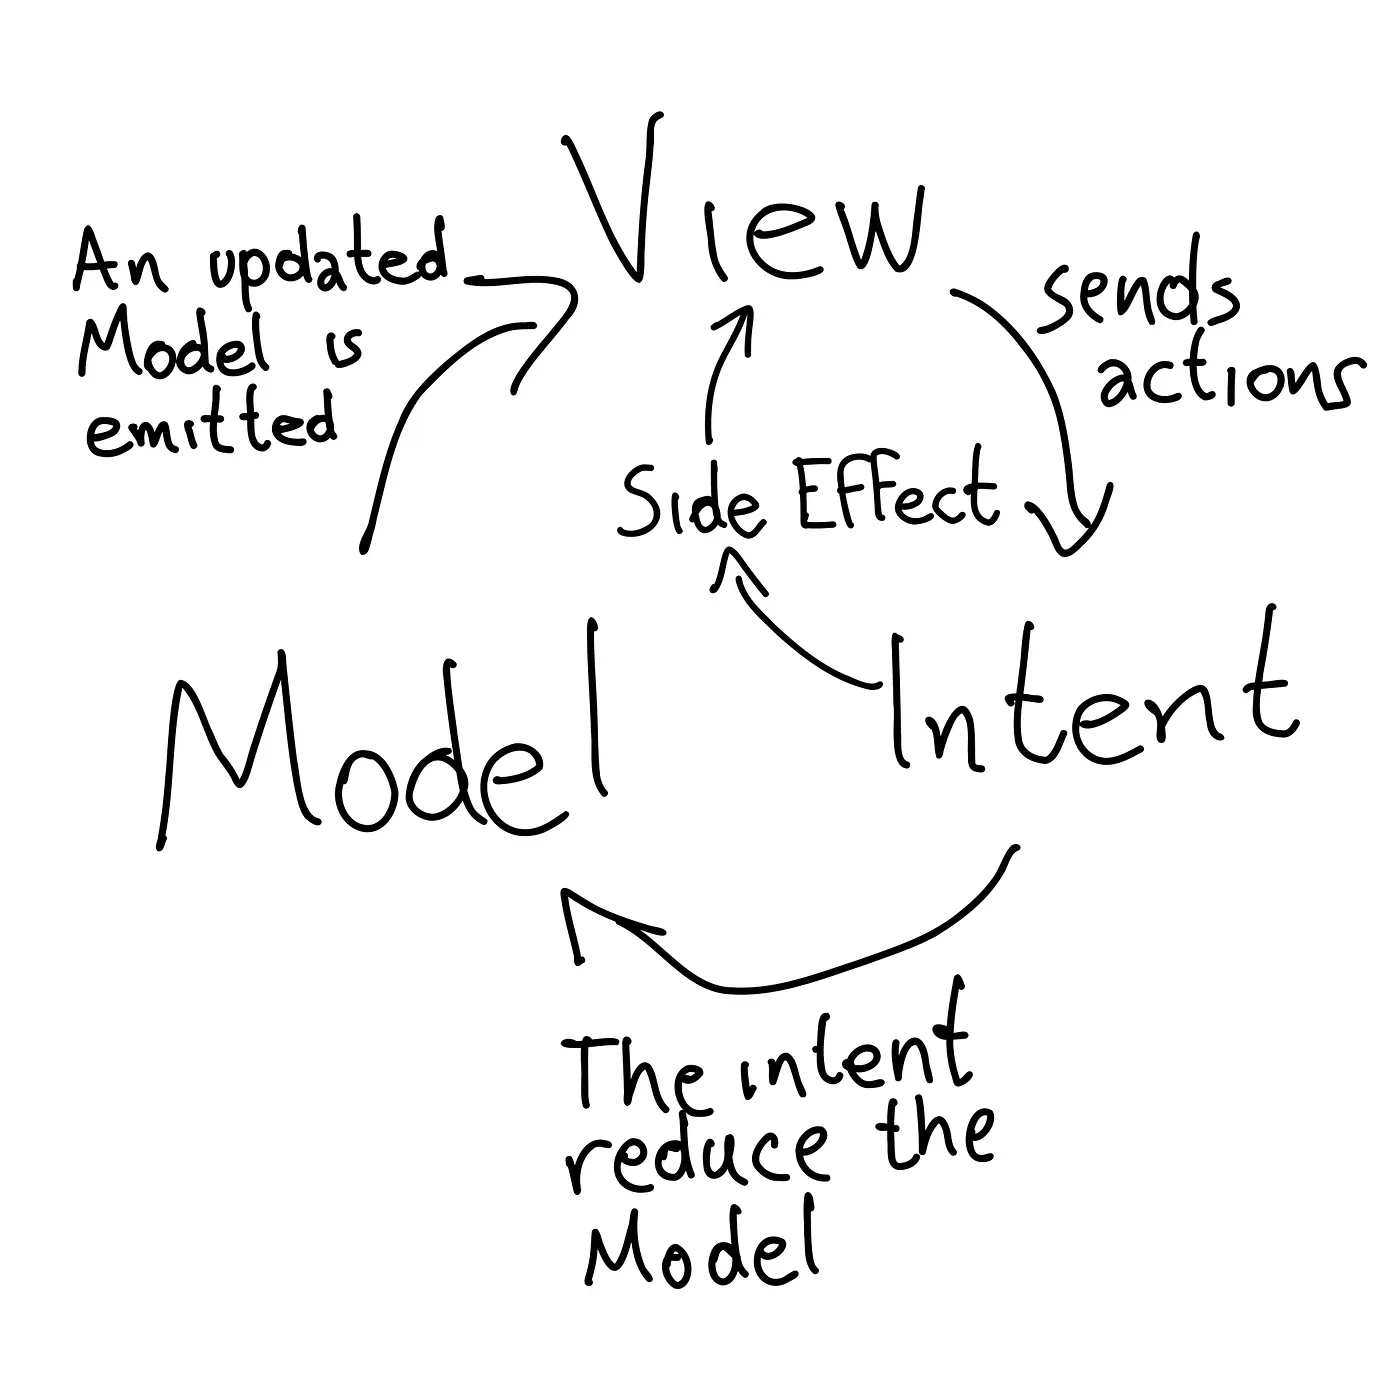 View
An updated
Model is
emitted
sends
actions
Side Effect
Model
Intent
The intent
reduce the
Model